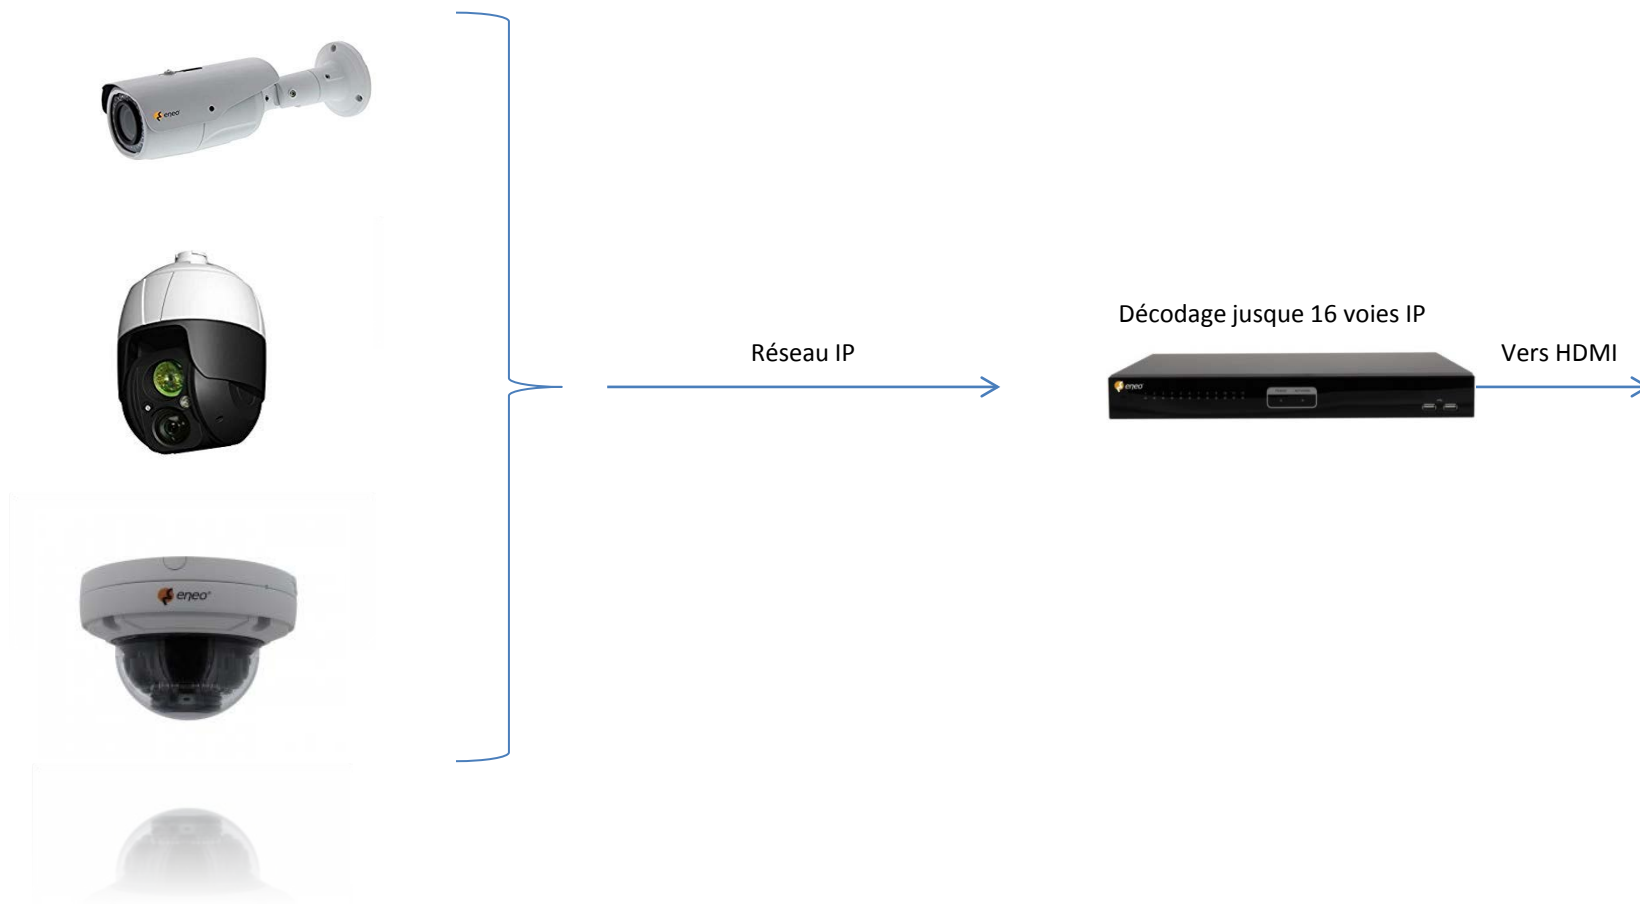 eneo
Décodage jusque 16 voies IP
Réseau IP
Vers HDMI
eneo
eneo